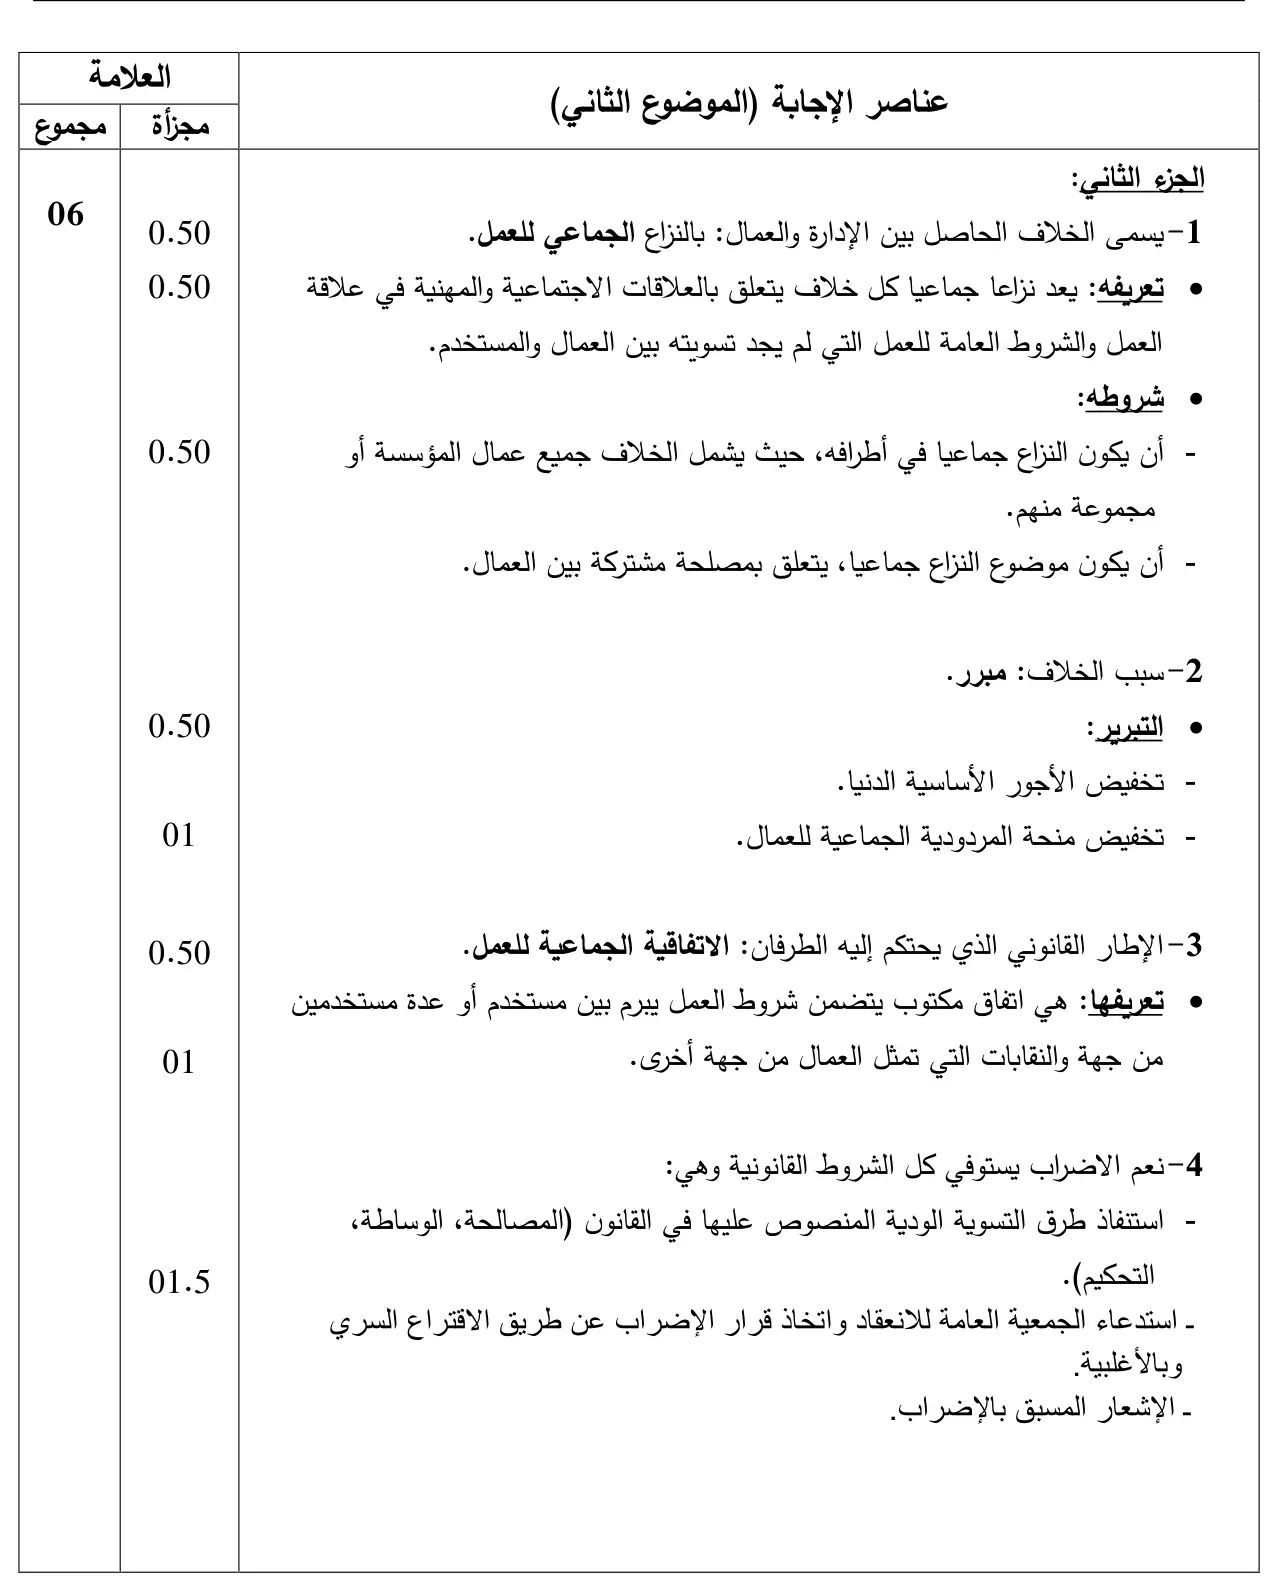 العلامة
عناصر الإجابة (الموضوع الثاني)
مجزأة
مجموع
الجزء الثاني:
06
1-يسمى الخلاف الحاصل بين الإدارة والعمال: بالنزاع الجماعي للعمل.
0.50
• تعريفه: يعد نزاعا جماعيا كل خلاف يتعلق بالعلاقات الاجتماعية والمهنية في علاقة
0.50
العمل والشروط العامة للعمل التي لم يجد تسويته بين العمال والمستخدم.
• شروطه:
- أن يكون النزاع جماعيا في أطرافه، حيث يشمل الخلاف جميع عمال المؤسسة أو
0.50
مجموعة منهم.
- أن يكون موضوع النزاع جماعيا، يتعلق بمصلحة مشتركة بين العمال.
2-سبب الخلاف: مبرر.
• التبرير:
0.50
- تخفيض الأجور الأساسية الدنيا.
- تخفيض منحة المردودية الجماعية للعمال.
01
3-الإطار القانوني الذي يحتكم إليه الطرفان: الاتفاقية الجماعية للعمل.
0.50
• تعريفها: هي اتفاق مكتوب يتضمن شروط العمل يبرم بين مستخدم أو عدة مستخدمين
من جهة والنقابات التي تمثل العمال من جهة أخرى.
01
4-نعم الاضراب يستوفي كل الشروط القانونية وهي:
- استنفاذ طرق التسوية الودية المنصوص عليها في القانون (المصالحة، الوساطة،
التحكيم).
01.5
ـ استدعاء الجمعية العامة للانعقاد واتخاذ قرار الإضراب عن طريق الاقتراع السري
وبالأغلبية.
ـ الإشعار المسبق بالإضراب.